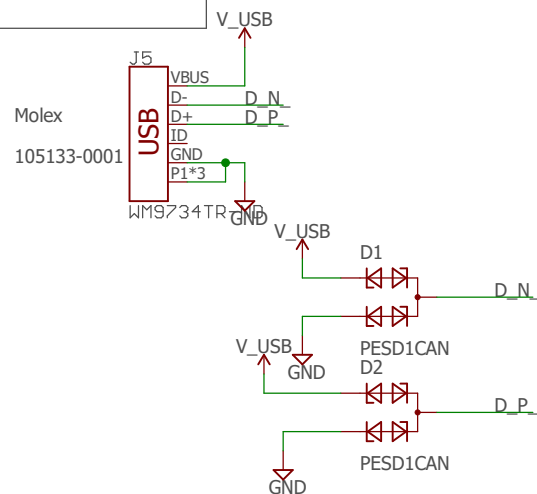 V_USB
J5
VBUS
D-
D_N_
D+
D_P_
ID
GND
P1*3
USB
Molex
105133-0001
WM9734TR-ND
GND
V_USB
D1
D_N_
PESD1CAN
GND
V_USB
D2
D_P_
PESD1CAN
GND